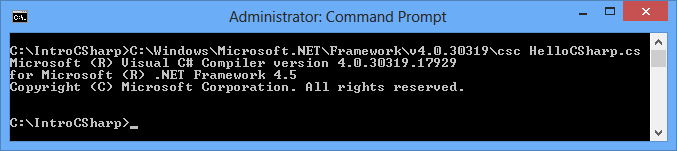 Administrator: Command Prompt
C:\IntroCSharp>C:\Windows\Microsoft.NET\Framework\v4.0.30319\csc HelloCSharp.cs
Microsoft (R) Visual C# Compiler version 4.0.30319.17929
for Microsoft (R) .NET Framework 4.5
Copyright (C) Microsoft Corporation. All rights reserved.
C:\IntroCSharp>_